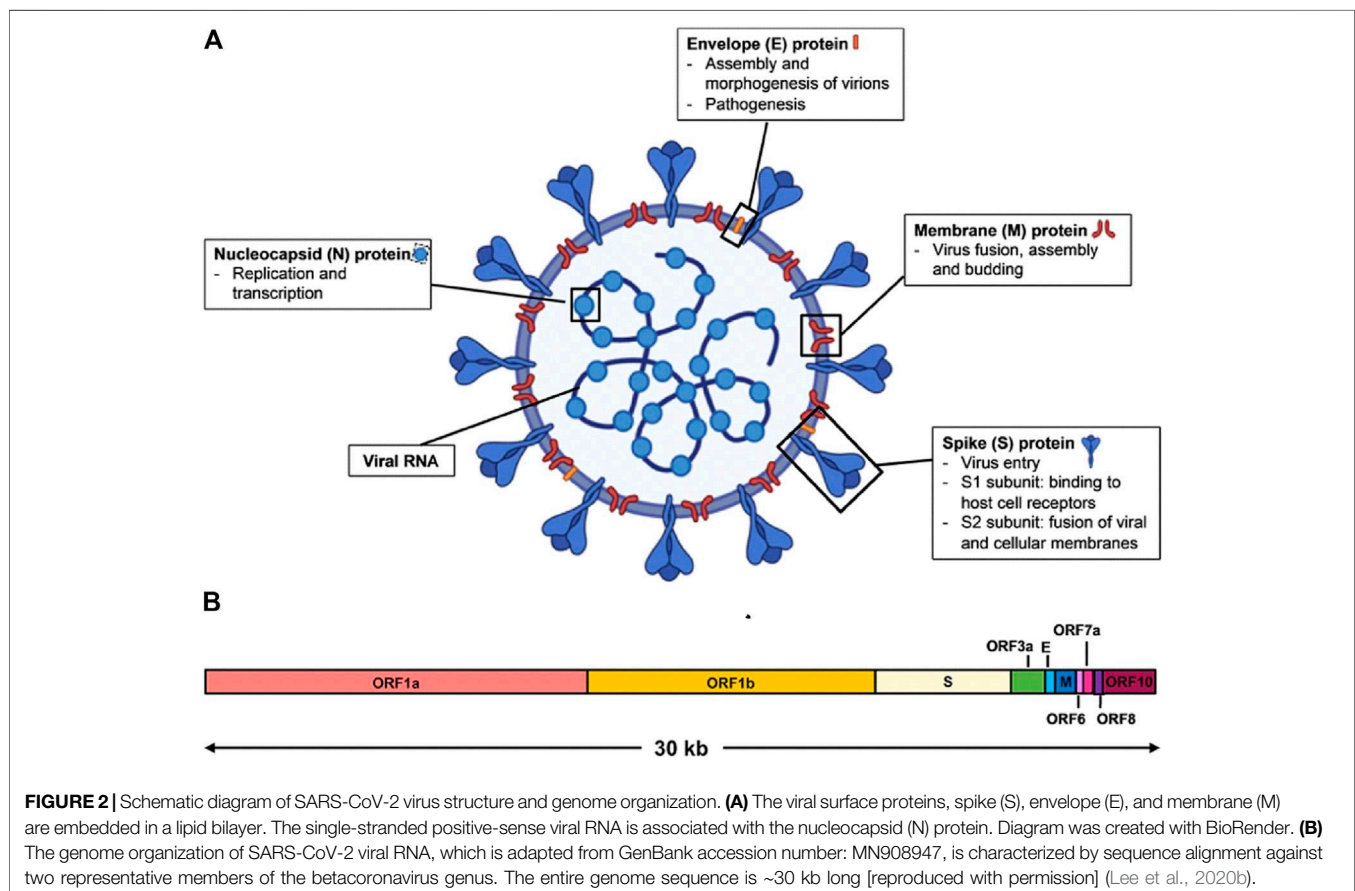 A
Envelope (E) protein
- Assembly and
morphogenesis of virions
- Pathogenesis
Nucleocapsid (N) protein
- Replication and
transcription
Membrane (M) protein
- Virus fusion, assembly
and budding
Viral RNA
Spike (S) protein
- Virus entry
- S1 subunit: binding to
host cell receptors
- S2 subunit: fusion of viral
and cellular membranes
B
ORF7a
ORF3a E
ORF1a ORF1b S M ORF10
ORF6 ORF8
30 kb
FIGURE 2 | Schematic diagram of SARS-CoV-2 virus structure and genome organization. (A) The viral surface proteins, spike (S), envelope (E), and membrane (M)
are embedded in a lipid bilayer. The single-stranded positive-sense viral RNA is associated with the nucleocapsid (N) protein. Diagram was created with BioRender. (B)
The genome organization of SARS-CoV-2 viral RNA, which is adapted from GenBank accession number: MN908947, is characterized by sequence alignment against
two representative members of the betacoronavirus genus. The entire genome sequence is ~30 kb long [reproduced with permission] (Lee et al., 2020b).